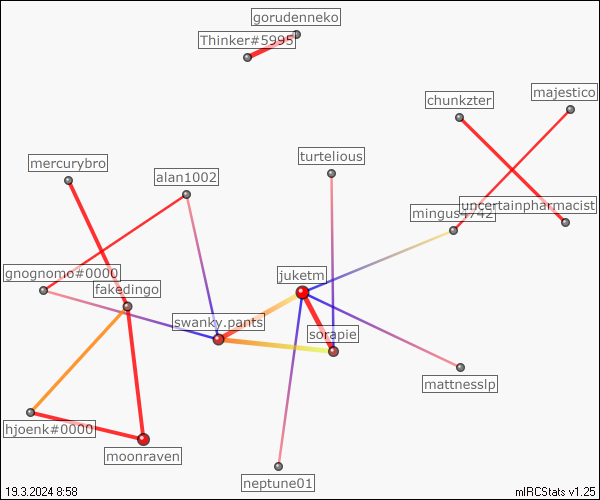 gorudenneko
Thinker#5995
majestico
chunkzter
turtelious
mercurybro
alan1002
uncertainpharmacist
mingus4742
juketm
gnognomo#0000
fakedingo
swanky.pants
sorapie
mattnesslp
hjoenk#0000
moonraven
neptune01
19.3.2024 8:58
mIRCStats v1.25